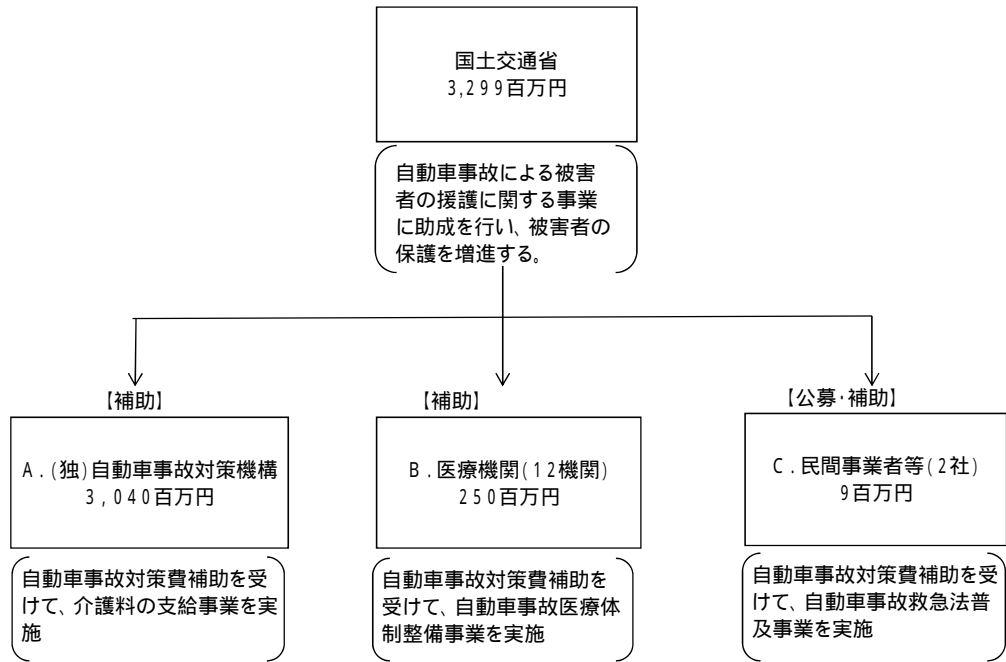 国土交通省
3,299百万円
自動車事故による被害
者の援護に関する事業
に助成を行い、被害者の
保護を増進する。
【補助】
A．(独)自動車事故対策機構
3,040百万円
自動車事故対策費補助を受
けて、介護料の支給事業を実
施
【補助】
B．医療機関(12機関)
250百万円
自動車事故対策費補助を
受けて、自動車事故医療体
制整備事業を実施
【公募・補助】
C．民間事業者等(2社)
9百万円
自動車事故対策費補助を受
けて、自動車事故救急法普
及事業を実施